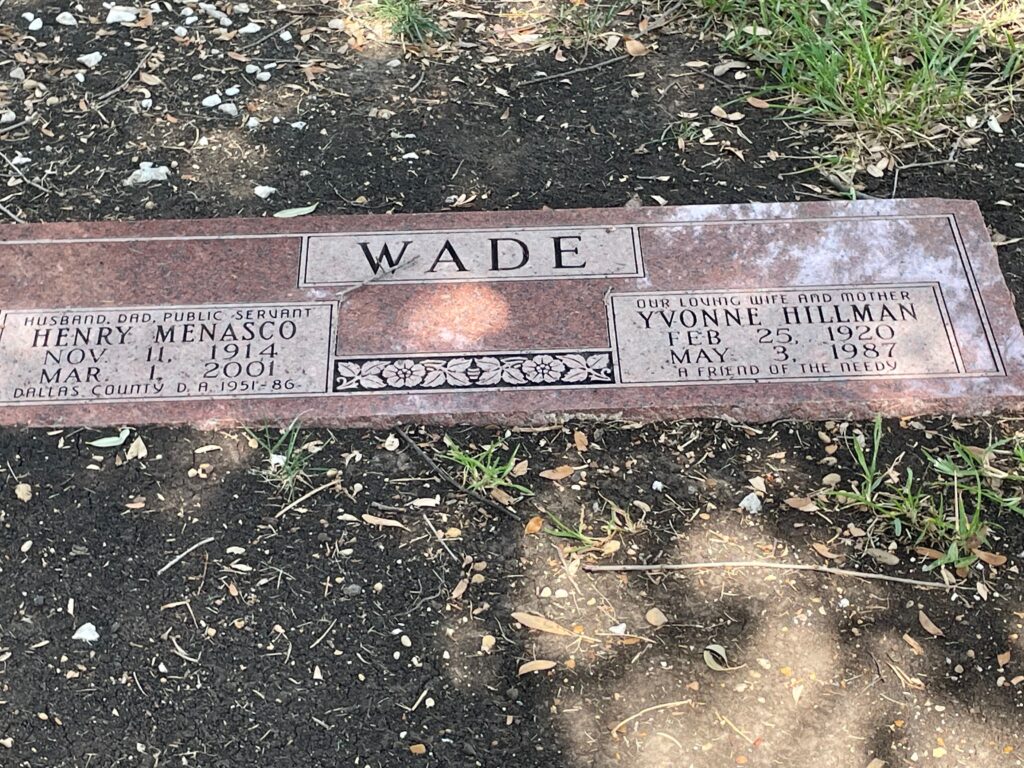 WADE
HUSBAND, DAD, PUBLIC SERVANT
HENRY MENASCO
NOV. 11, 1914
MAR. 1, 2001
DALLAS COUNTY D.A. 1951-86
OUR LOVING WIFE AND MOTHER
YVONNE HILLMAN
FEB 25, 1920
MAY 3, 1987
A FRIEND OF THE NEEDY